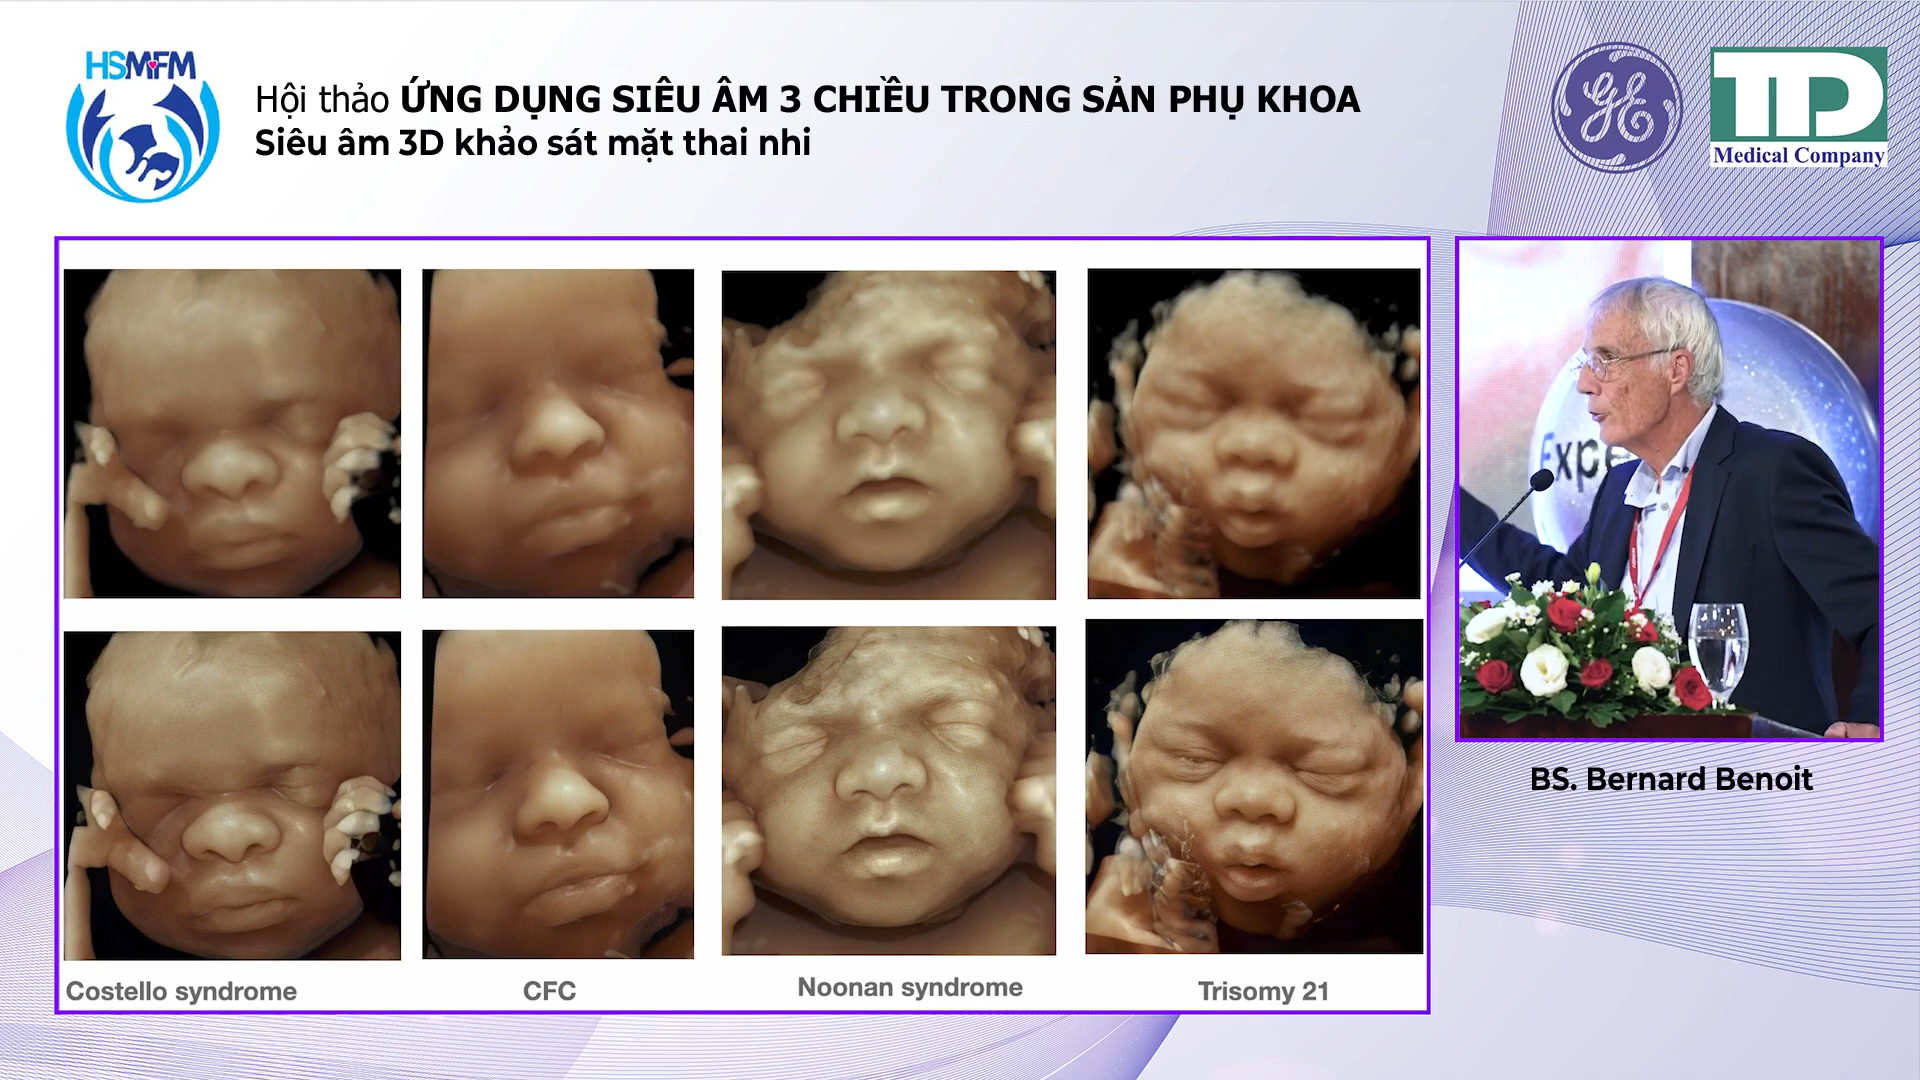 HSMFM
Hội thảo ỨNG DỤNG SIÊU ÂM 3 CHIỀU TRONG SẢN PHỤ KHOA
Siêu âm 3D khảo sát mặt thai nhi
GE
TD
Medical Company
Expe
BS. Bernard Benoit
Costello syndrome
CFC
Noonan syndrome
Trisomy 21